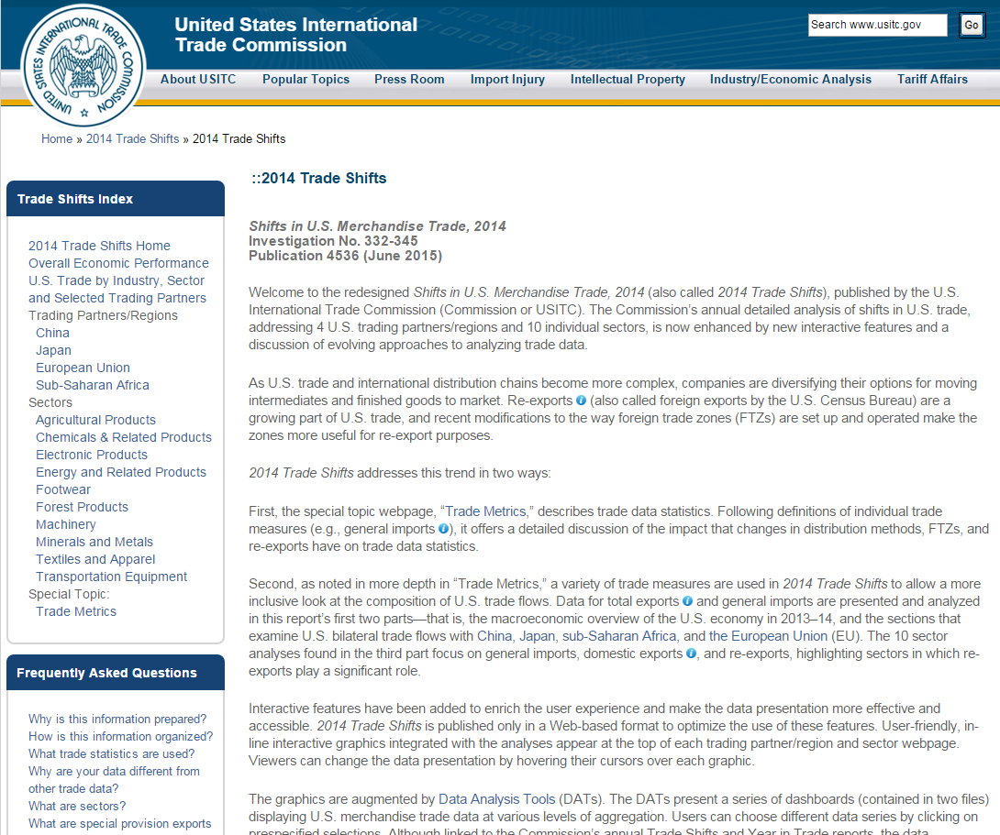 UNITED STATES INTERNATIONAL TRADE COMMISSION
United States International
Trade Commission
Search www.usitc.gov
Go
About USITC
Popular Topics
Press Room
Import Injury
Intellectual Property
Industry/Economic Analysis
Tariff Affairs
Home » 2014 Trade Shifts » 2014 Trade Shifts
Trade Shifts Index
2014 Trade Shifts Home
Overall Economic Performance
U.S. Trade by Industry, Sector
and Selected Trading Partners
Trading Partners/Regions
China
Japan
European Union
Sub-Saharan Africa
Sectors
Agricultural Products
Chemicals & Related Products
Electronic Products
Energy and Related Products
Footwear
Forest Products
Machinery
Minerals and Metals
Textiles and Apparel
Transportation Equipment
Special Topic:
Trade Metrics
Frequently Asked Questions
Why is this information prepared?
How is this information organized?
What trade statistics are used?
Why are your data different from
other trade data?
What are sectors?
What are special provision exports
::2014 Trade Shifts
Shifts in U.S. Merchandise Trade, 2014
Investigation No. 332-345
Publication 4536 (June 2015)
Welcome to the redesigned Shifts in U.S. Merchandise Trade, 2014 (also called 2014 Trade Shifts), published by the U.S.
International Trade Commission (Commission or USITC). The Commission's annual detailed analysis of shifts in U.S. trade,
addressing 4 U.S. trading partners/regions and 10 individual sectors, is now enhanced by new interactive features and a
discussion of evolving approaches to analyzing trade data.
As U.S. trade and international distribution chains become more complex, companies are diversifying their options for moving
intermediates and finished goods to market. Re-exports (also called foreign exports by the U.S. Census Bureau) are a
growing part of U.S. trade, and recent modifications to the way foreign trade zones (FTZs) are set up and operated make the
zones more useful for re-export purposes.
2014 Trade Shifts addresses this trend in two ways:
First, the special topic webpage, “Trade Metrics,” describes trade data statistics. Following definitions of individual trade
measures (e.g., general imports ), it offers a detailed discussion of the impact that changes in distribution methods, FTZs, and
re-exports have on trade data statistics.
Second, as noted in more depth in “Trade Metrics,” a variety of trade measures are used in 2014 Trade Shifts to allow a more
inclusive look at the composition of U.S. trade flows. Data for total exports and general imports are presented and analyzed
in this report's first two parts—that is, the macroeconomic overview of the U.S. economy in 2013–14, and the sections that
examine U.S. bilateral trade flows with China, Japan, sub-Saharan Africa, and the European Union (EU). The 10 sector
analyses found in the third part focus on general imports, domestic exports , and re-exports, highlighting sectors in which re-
exports play a significant role.
Interactive features have been added to enrich the user experience and make the data presentation more effective and
accessible. 2014 Trade Shifts is published only in a Web-based format to optimize the use of these features. User-friendly, in-
line interactive graphics integrated with the analyses appear at the top of each trading partner/region and sector webpage.
Viewers can change the data presentation by hovering their cursors over each graphic.
The graphics are augmented by Data Analysis Tools (DATs). The DATs present a series of dashboards (contained in two files)
displaying U.S. merchandise trade data at various levels of aggregation. Users can choose different data series by clicking on
prespecified selections. Although linked to the Commission's annual Trade Shifts and Year in Trade reports, the data